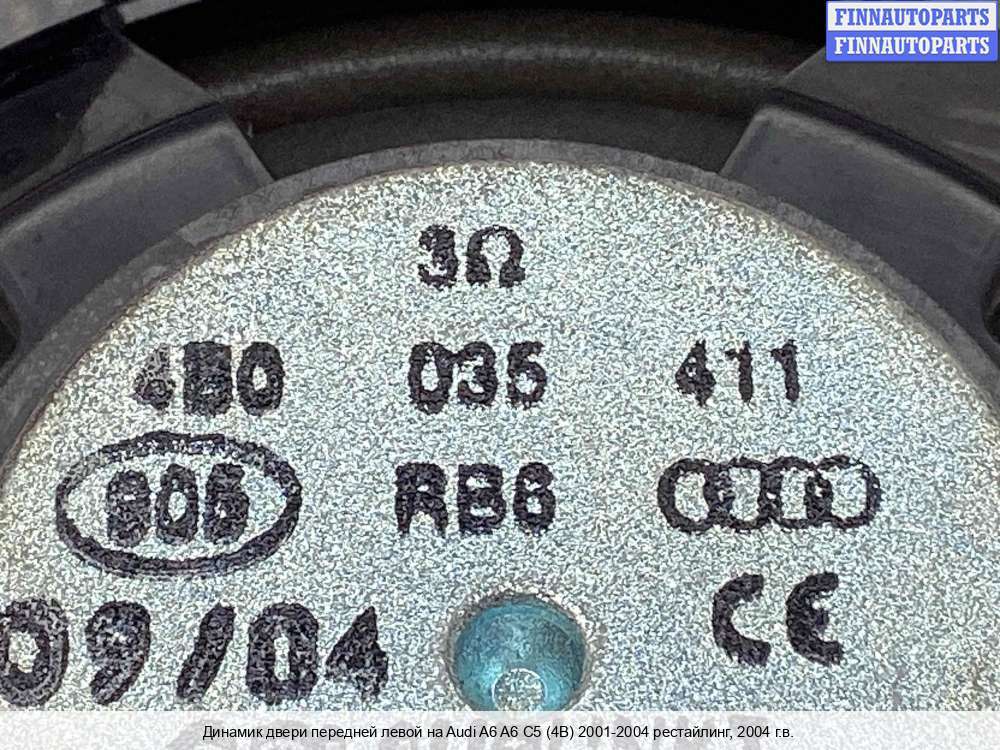 FINNAUTOPARTS
FINNAUTOPARTS
3Ω
4B0 035 411
RB6
09/04 CE
Динамик двери передней левой на Audi A6 A6 C5 (4B) 2001-2004 рестайлинг, 2004 г.в.